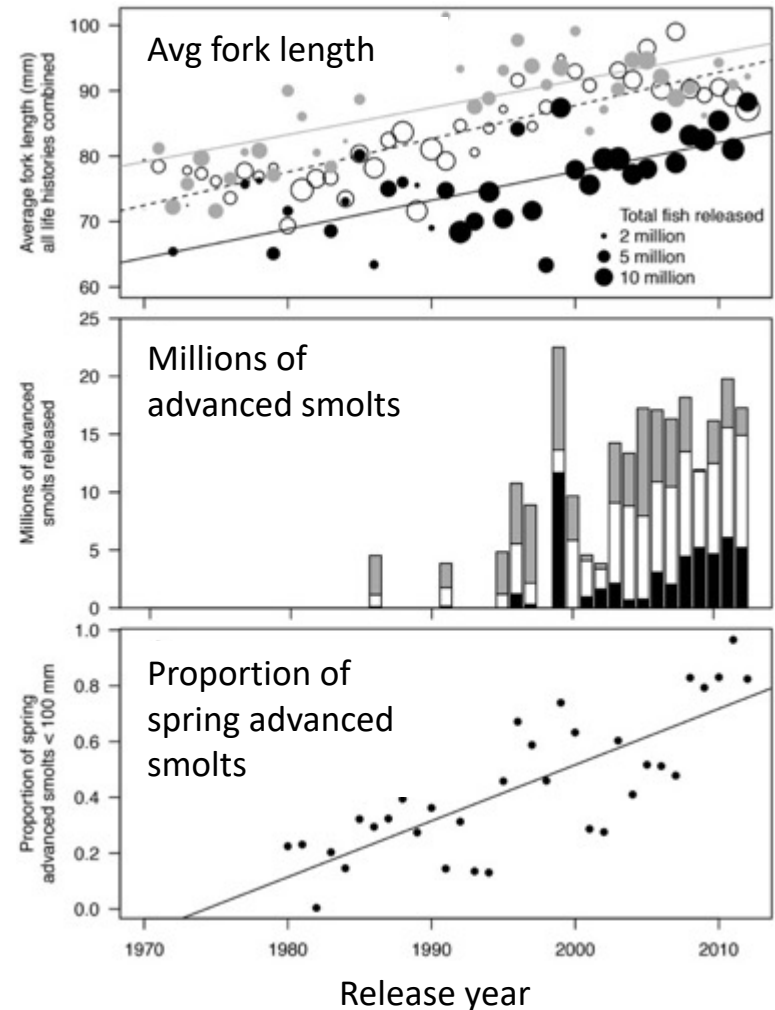 Average fork length (mm)
all life histories combined
100
90
80
70
60
Avg fork length
Total fish released
2 million
5 million
10 million
Millions of advanced
smolts released
25
20
15
10
5
0
Millions of
advanced smolts
Proportion of spring
advanced smolts < 100 mm
1.0
0.8
0.6
0.4
0.2
0.0
Proportion of
spring advanced
smolts
1970
1980
1990
2000
2010
Release year